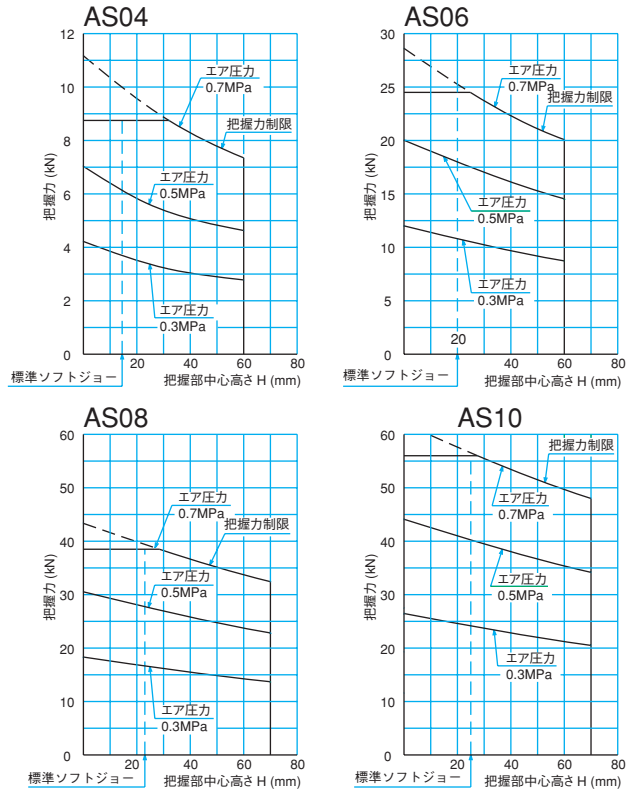 AS04
12
10
8
6
4
2
0
把握力 (kN)
エア圧力
0.7MPa
把握力制限
エア圧力
0.5MPa
エア圧力
0.3MPa
20
40
60
80
標準ソフトジョー
把握部中心高さ H (mm)
AS06
30
25
20
15
10
5
0
把握力 (kN)
エア圧力
0.7MPa
把握力制限
エア圧力
0.5MPa
エア圧力
0.3MPa
20
40
60
80
標準ソフトジョー
把握部中心高さ H (mm)
AS08
60
50
40
30
20
10
0
把握力 (kN)
エア圧力
0.7MPa
把握力制限
エア圧力
0.5MPa
エア圧力
0.3MPa
20
40
60
80
標準ソフトジョー
把握部中心高さ H (mm)
AS10
60
50
40
30
20
10
0
把握力 (kN)
把握力制限
エア圧力
0.7MPa
エア圧力
0.5MPa
エア圧力
0.3MPa
20
40
60
80
標準ソフトジョー
把握部中心高さ H (mm)